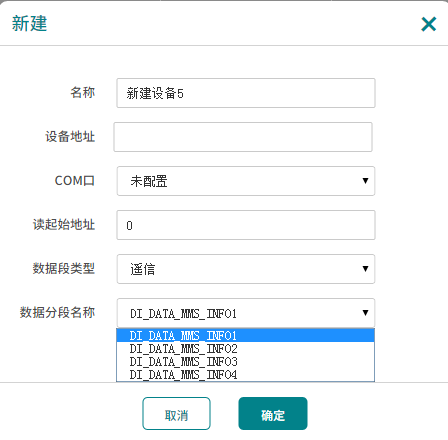 新建
名称 新建设备5
设备地址
COM口 未配置
读起始地址 0
数据段类型 遥信
数据分段名称 DI_DATA_MMS_INFO1
DI_DATA_MMS_INFO1
DI_DATA_MMS_INFO2
DI_DATA_MMS_INFO3
DI_DATA_MMS_INFO4
取消 确定